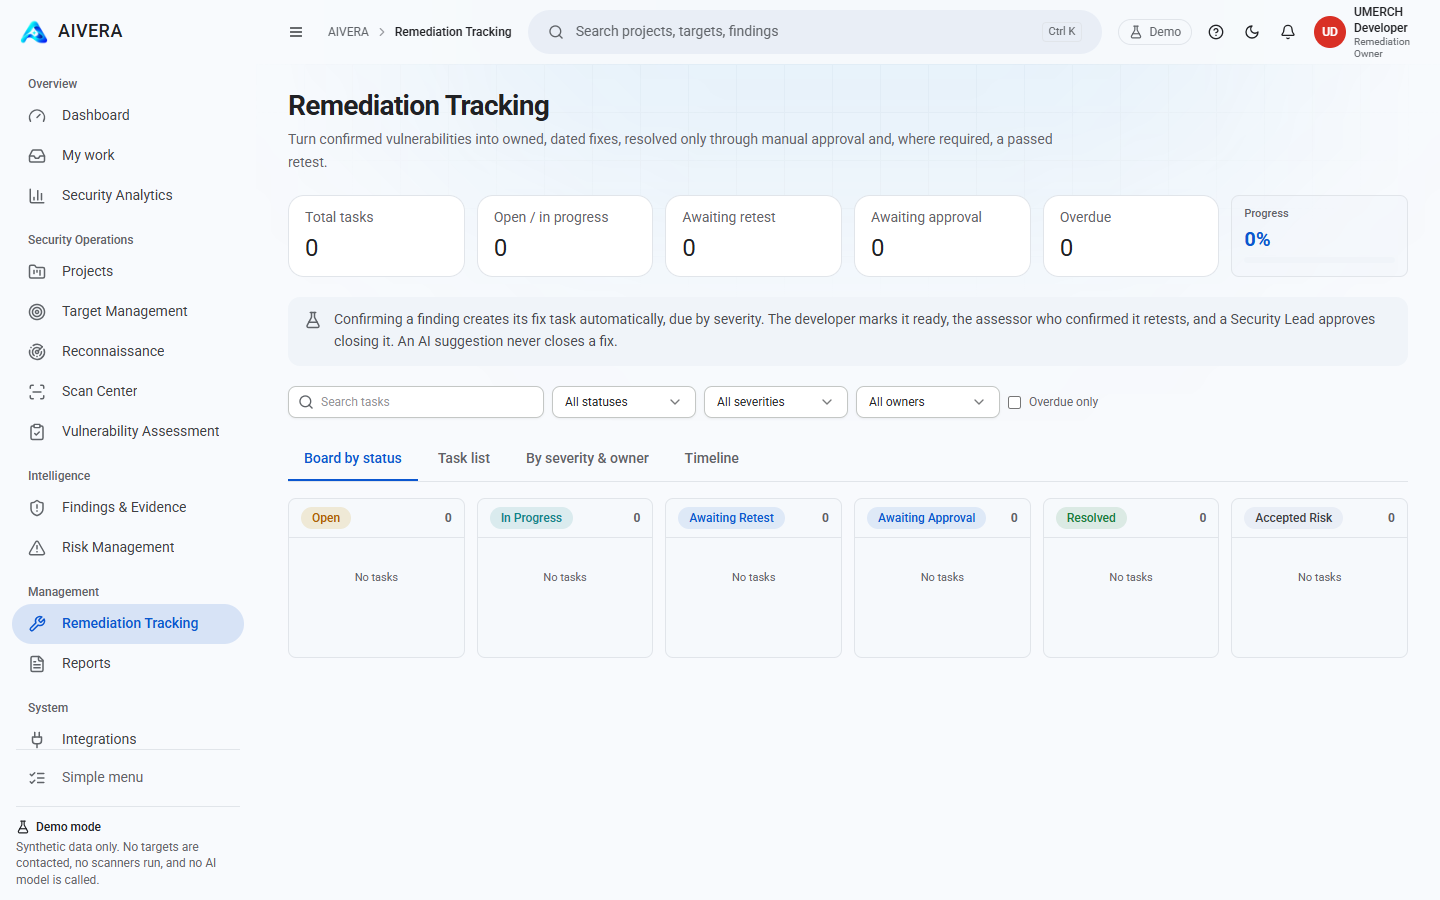 AIVERA
AIVERA > Remediation Tracking
Search projects, targets, findings
Ctrl K
Demo
UD
UMERCH
Developer
Remediation
Owner
Overview
Dashboard
My work
Security Analytics
Security Operations
Projects
Target Management
Reconnaissance
Scan Center
Vulnerability Assessment
Intelligence
Findings & Evidence
Risk Management
Management
Remediation Tracking
Reports
System
Integrations
Simple menu
Demo mode
Synthetic data only. No targets are
contacted, no scanners run, and no AI
model is called.
Remediation Tracking
Turn confirmed vulnerabilities into owned, dated fixes, resolved only through manual approval and, where required, a passed
retest.
Total tasks
0
Open / in progress
0
Awaiting retest
0
Awaiting approval
0
Overdue
0
Progress
0%
Confirming a finding creates its fix task automatically, due by severity. The developer marks it ready, the assessor who confirmed it retests, and a Security Lead approves
closing it. An AI suggestion never closes a fix.
Search tasks
All statuses
All severities
All owners
Overdue only
Board by status
Task list
By severity & owner
Timeline
Open 0
No tasks
In Progress 0
No tasks
Awaiting Retest 0
No tasks
Awaiting Approval 0
No tasks
Resolved 0
No tasks
Accepted Risk 0
No tasks